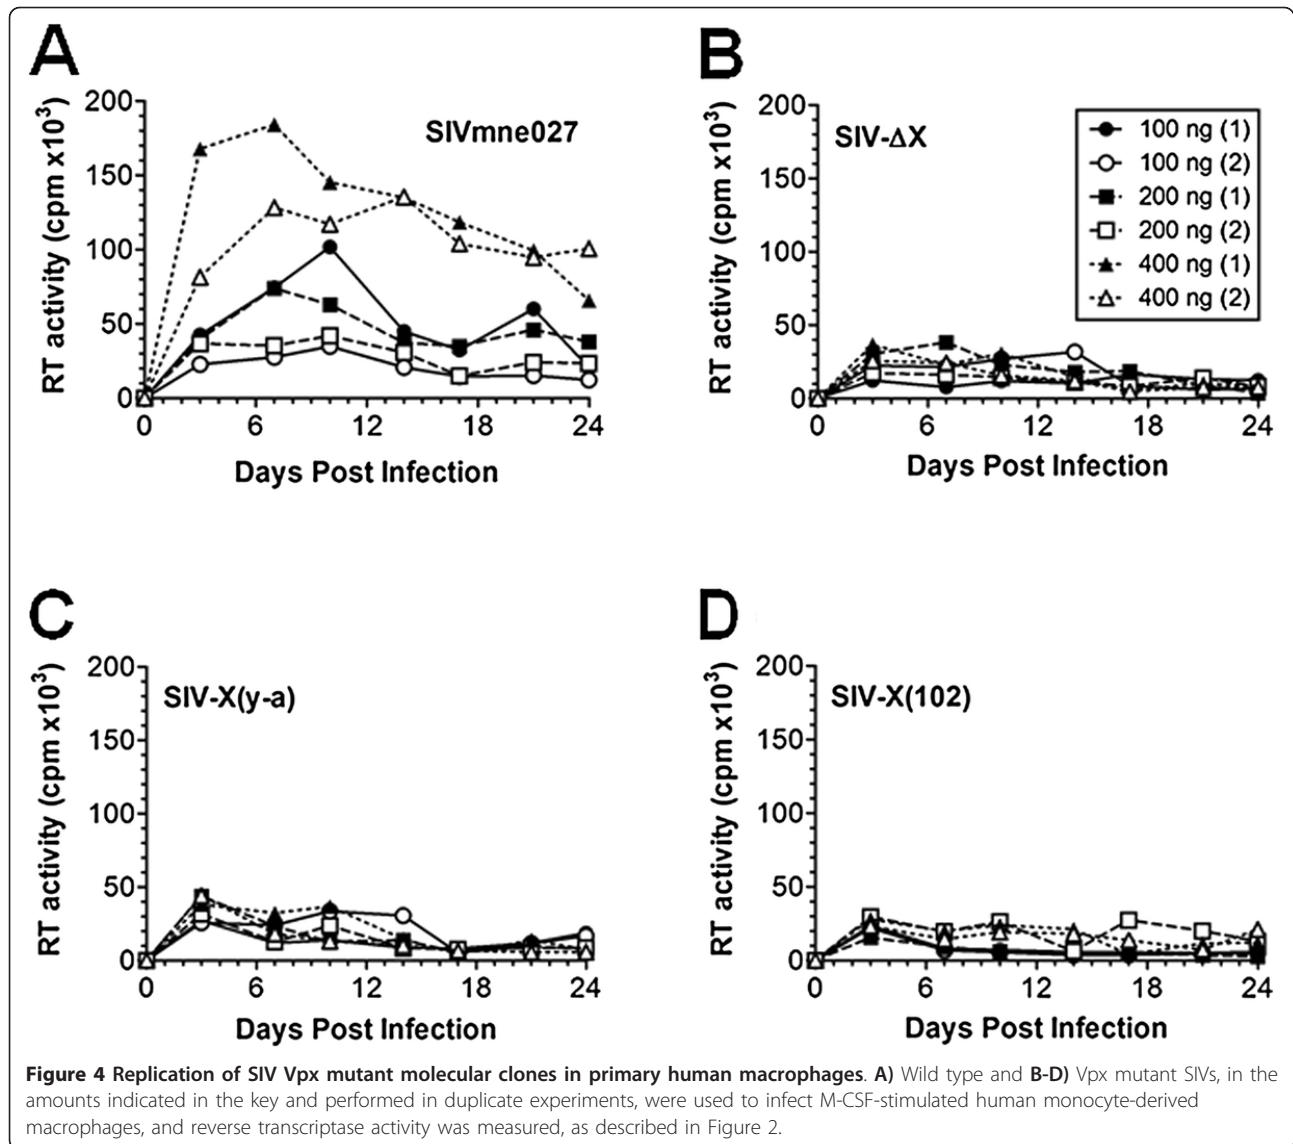 A
SIVmne027
RT activity (cpm x10³)
200
150
100
50
0
0 6 12 18 24
Days Post Infection
B
SIV-ΔX
RT activity (cpm x10³)
200
150
100
50
0
0 6 12 18 24
Days Post Infection
100 ng (1)
100 ng (2)
200 ng (1)
200 ng (2)
400 ng (1)
400 ng (2)
C
SIV-X(y-a)
RT activity (cpm x10³)
200
150
100
50
0
0 6 12 18 24
Days Post Infection
D
SIV-X(102)
RT activity (cpm x10³)
200
150
100
50
0
0 6 12 18 24
Days Post Infection
Figure 4 Replication of SIV Vpx mutant molecular clones in primary human macrophages. A) Wild type and B-D) Vpx mutant SIVs, in the
amounts indicated in the key and performed in duplicate experiments, were used to infect M-CSF-stimulated human monocyte-derived
macrophages, and reverse transcriptase activity was measured, as described in Figure 2.